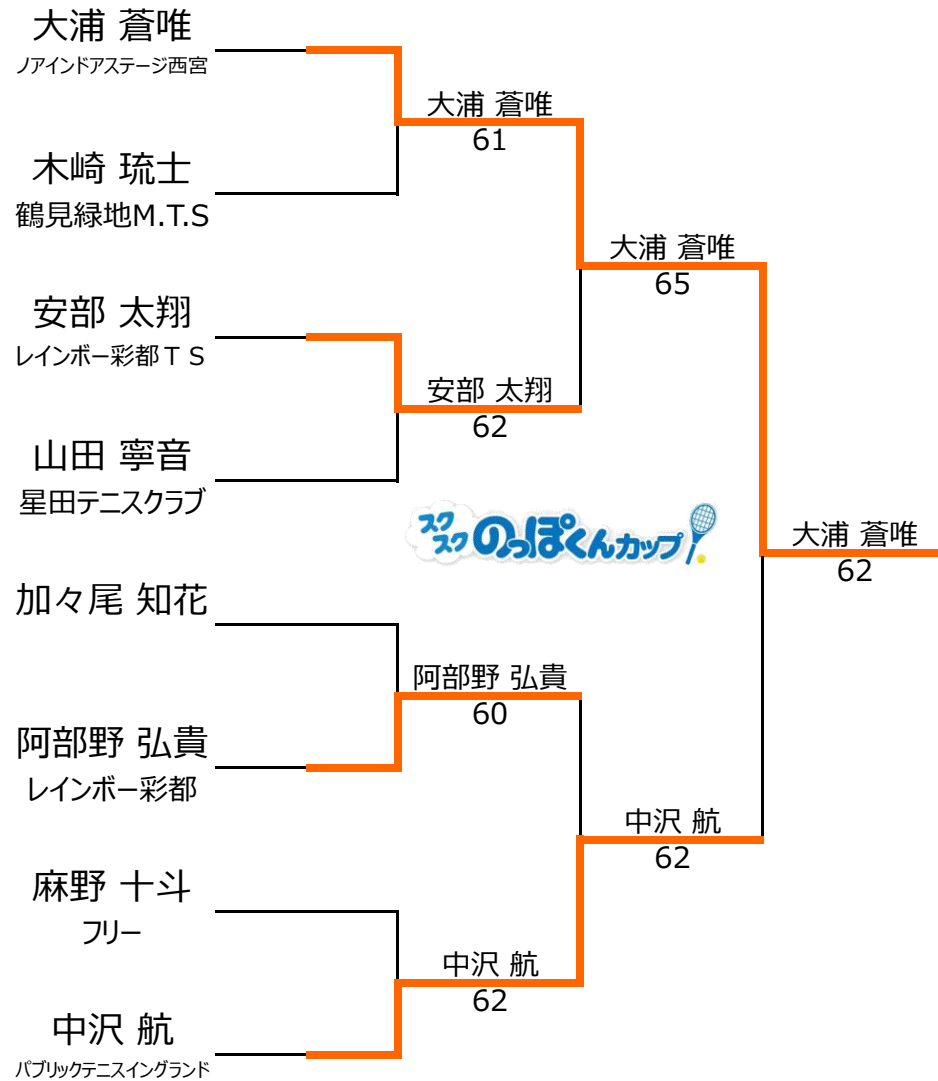 大浦 蒼唯
ノアインドアステージ西宮
大浦 蒼唯
61
木崎 琉士
鶴見緑地M.T.S
大浦 蒼唯
65
安部 太翔
レインボー彩都ＴＳ
安部 太翔
62
山田 寧音
星田テニスクラブ
スクスク のっぽくんカップ
大浦 蒼唯
62
加々尾 知花
阿部野 弘貴
60
阿部野 弘貴
レインボー彩都
中沢 航
62
麻野 十斗
フリー
中沢 航
62
中沢 航
パブリックテニスイングランド